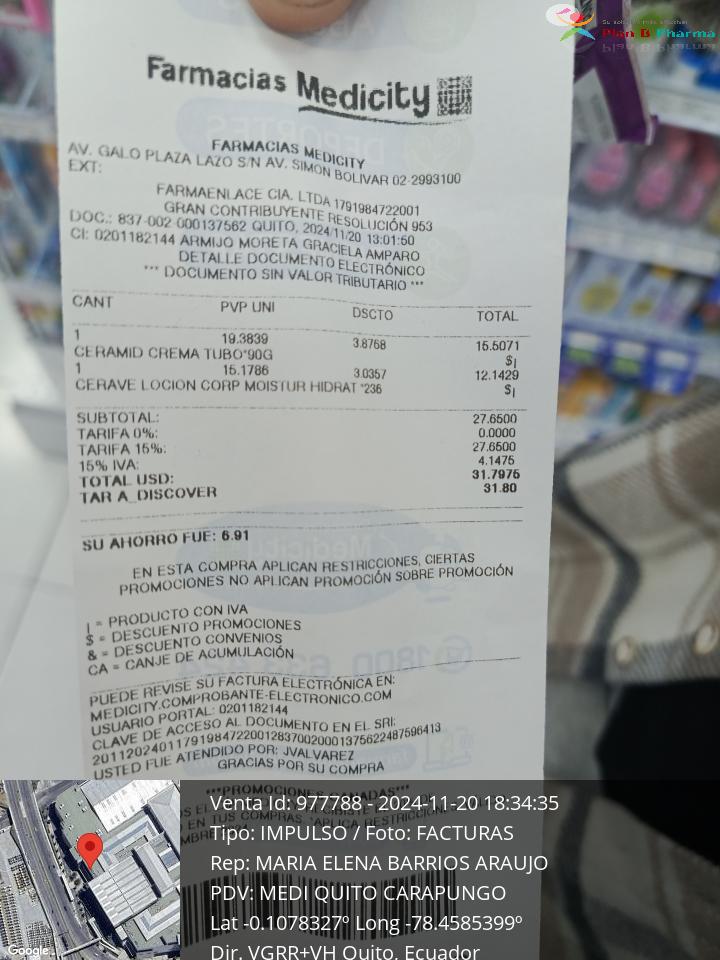 Plan B Pharma
Farmacias Medicity
FARMACIAS MEDICITY
AV. GALO PLAZA LAZO S/N AV. SIMON BOLIVAR 02-2993100
EXT:
FARMAENLACE CIA. LTDA 1791984722001
GRAN CONTRIBUYENTE RESOLUCIÓN 953
DOC.: 837-002-000137562 QUITO, 2024/11/20 13:01:50
CI: 0201182144 ARMIJO MORETA GRACIELA AMPARO
DETALLE DOCUMENTO ELECTRÓNICO
*** DOCUMENTO SIN VALOR TRIBUTARIO ***
CANT PVP UNI DSCTO TOTAL
1 19.3839 3.8768 15.5071
CERAMID CREMA TUBO*90G $|
1 15.1786 3.0357 12.1429
CERAVE LOCION CORP MOISTUR HIDRAT *236 $|
SUBTOTAL: 27.6500
TARIFA 0%: 0.0000
TARIFA 15%: 27.6500
15% IVA: 4.1475
TOTAL USD: 31.7975
TAR A_DISCOVER 31.80
SU AHORRO FUE: 6.91
EN ESTA COMPRA APLICAN RESTRICCIONES, CIERTAS
PROMOCIONES NO APLICAN PROMOCIÓN SOBRE PROMOCIÓN
| = PRODUCTO CON IVA
$ = DESCUENTO PROMOCIONES
& = DESCUENTO CONVENIOS
CA = CANJE DE ACUMULACIÓN
PUEDE REVISE SU FACTURA ELECTRÓNICA EN:
MEDICITY.COMPROBANTE-ELECTRONICO.COM
USUARIO PORTAL: 0201182144
CLAVE DE ACCESO AL DOCUMENTO EN EL SRI:
2011202401179198472200128370020001375622487596413
USTED FUE ATENDIDO POR: JVALVAREZ
GRACIAS POR SU COMPRA
***PROMOCIONES GANADAS***
Venta Id: 977788 - 2024-11-20 18:34:35
Tipo: IMPULSO / Foto: FACTURAS
Rep: MARIA ELENA BARRIOS ARAUJO
PDV: MEDI QUITO CARAPUNGO
Lat -0.1078327º Long -78.4585399º
Dir. VGRR+VH Quito, Ecuador
Google